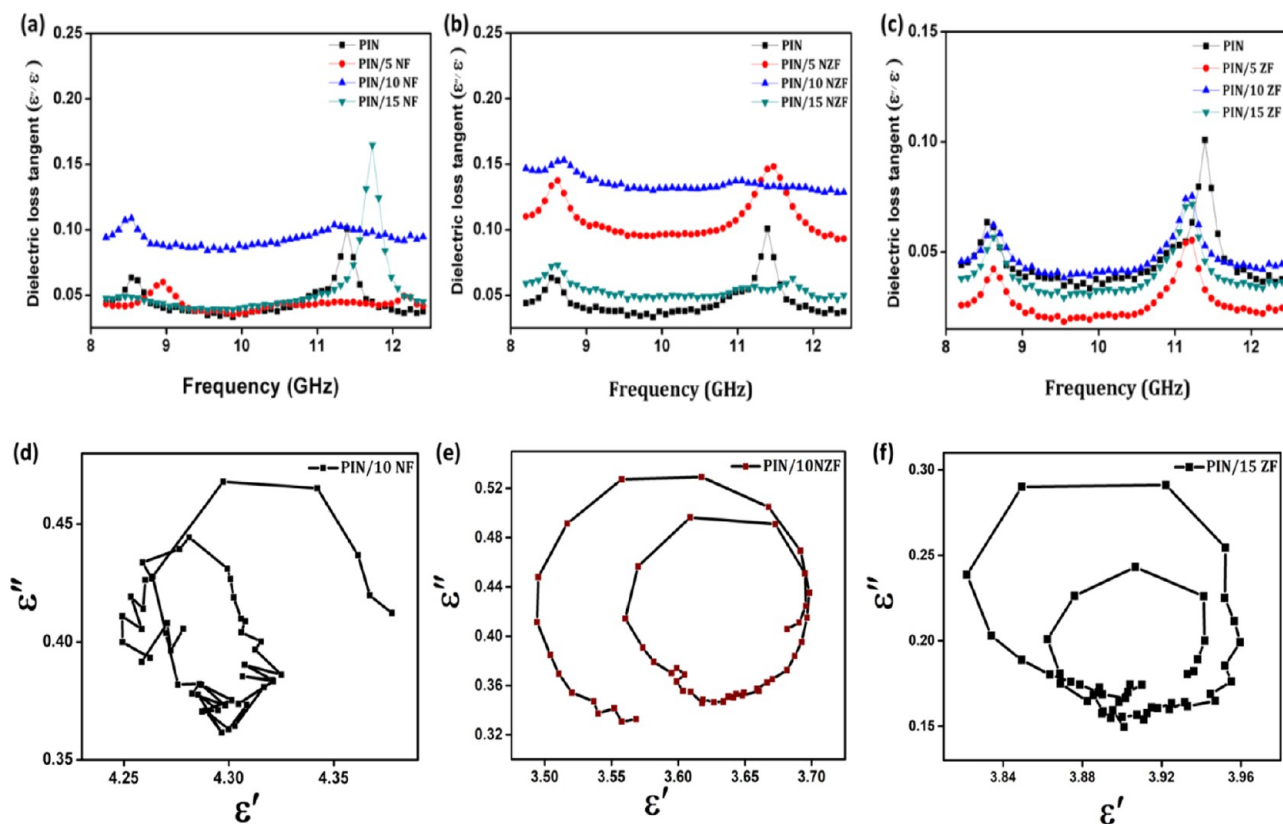 (a)
0.25
0.20
0.15
0.10
0.05
Dielectric loss tangent (ε''/ ε')
PIN
PIN/5 NF
PIN/10 NF
PIN/15 NF
8 9 10 11 12
Frequency (GHz)
(b)
0.25
0.20
0.15
0.10
0.05
Dielectric loss tangent (ε''/ ε')
PIN
PIN/5 NZF
PIN/10 NZF
PIN/15 NZF
8 9 10 11 12
Frequency (GHz)
(c)
0.15
0.10
0.05
Dielectric loss tangent (ε''/ ε')
PIN
PIN/5 ZF
PIN/10 ZF
PIN/15 ZF
8 9 10 11 12
Frequency (GHz)
(d)
PIN/10 NF
0.45
0.40
0.35
ε''
4.25 4.30 4.35
ε'
(e)
PIN/10NZF
0.52
0.48
0.44
0.40
0.36
0.32
ε''
3.50 3.55 3.60 3.65 3.70
ε'
(f)
PIN/15 ZF
0.30
0.25
0.20
0.15
ε''
3.84 3.88 3.92 3.96
ε'